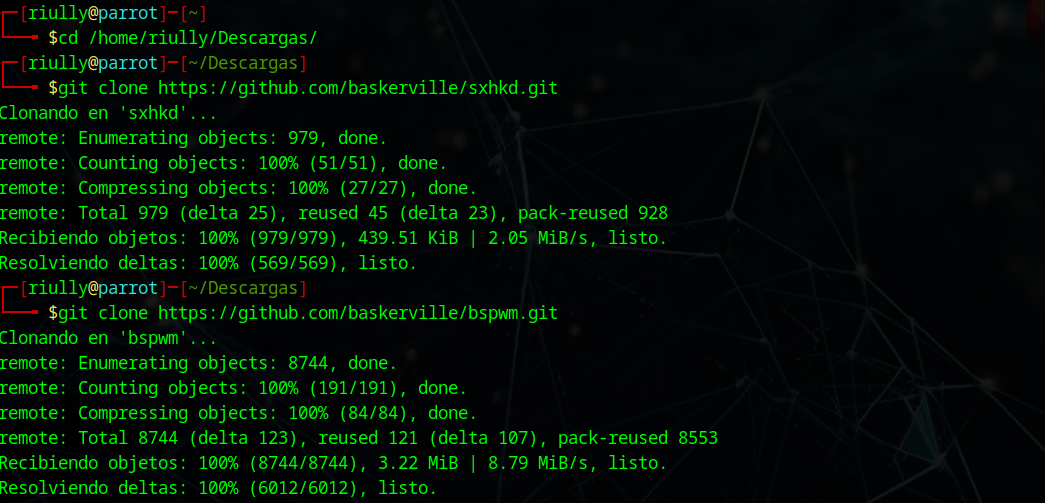 ┌─[riully@parrot]─[~]
└──╼ $cd /home/riully/Descargas/
┌─[riully@parrot]─[~/Descargas]
└──╼ $git clone https://github.com/baskerville/sxhkd.git
Clonando en 'sxhkd'...
remote: Enumerating objects: 979, done.
remote: Counting objects: 100% (51/51), done.
remote: Compressing objects: 100% (27/27), done.
remote: Total 979 (delta 25), reused 45 (delta 23), pack-reused 928
Recibiendo objetos: 100% (979/979), 439.51 KiB | 2.05 MiB/s, listo.
Resolviendo deltas: 100% (569/569), listo.
┌─[riully@parrot]─[~/Descargas]
└──╼ $git clone https://github.com/baskerville/bspwm.git
Clonando en 'bspwm'...
remote: Enumerating objects: 8744, done.
remote: Counting objects: 100% (191/191), done.
remote: Compressing objects: 100% (84/84), done.
remote: Total 8744 (delta 123), reused 121 (delta 107), pack-reused 8553
Recibiendo objetos: 100% (8744/8744), 3.22 MiB | 8.79 MiB/s, listo.
Resolviendo deltas: 100% (6012/6012), listo.